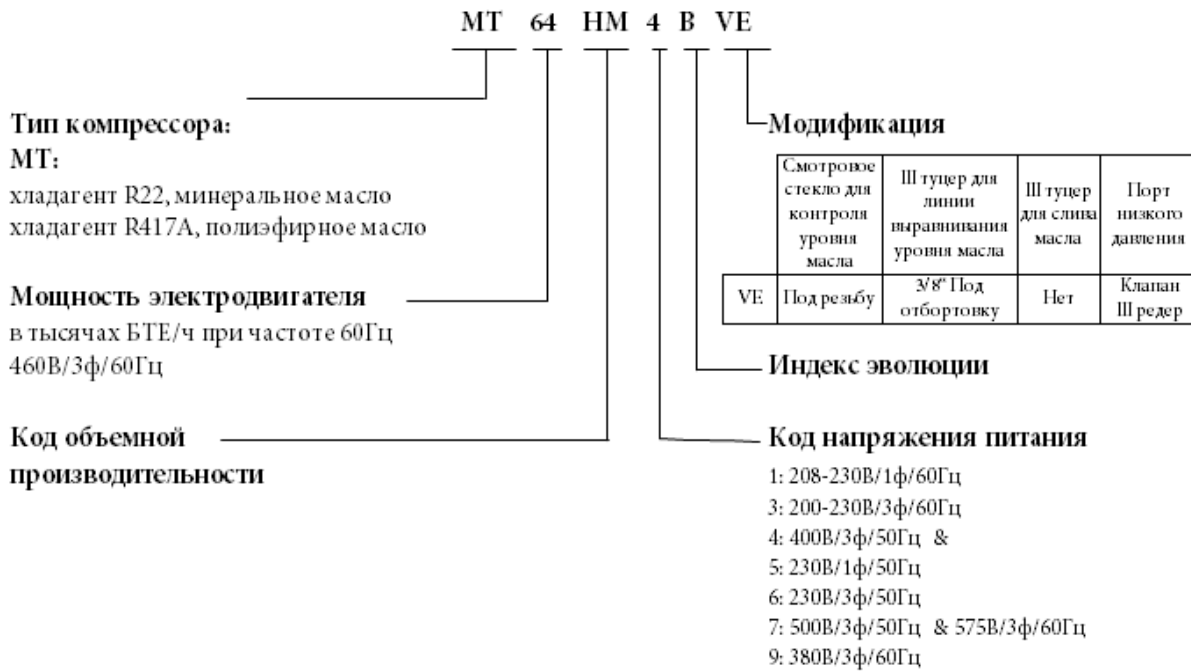 MT 64 HM 4 B VE
Тип компрессора:
МТ:
хладагент R22, минеральное масло
хладагент R417A, полиэфирное масло
Мощность электродвигателя
в тысячах БТЕ/ч при частоте 60Гц
460В/3ф/60Гц
Код объемной
производительности
Модификация
Смотровое
стекло для
контроля
уровня
масла
Штуцер для
линии
выравнивания
уровня масла
Штуцер
для слива
масла
Порт
низкого
давления
VE
Под резьбу
3/8" Под
отбортовку
Нет
Клапан
Шредер
Индекс эволюции
Код напряжения питания
1: 208-230В/1ф/60Гц
3: 200-230В/3ф/60Гц
4: 400В/3ф/50Гц &
5: 230В/1ф/50Гц
6: 230В/3ф/50Гц
7: 500В/3ф/50Гц & 575В/3ф/60Гц
9: 380В/3ф/60Гц